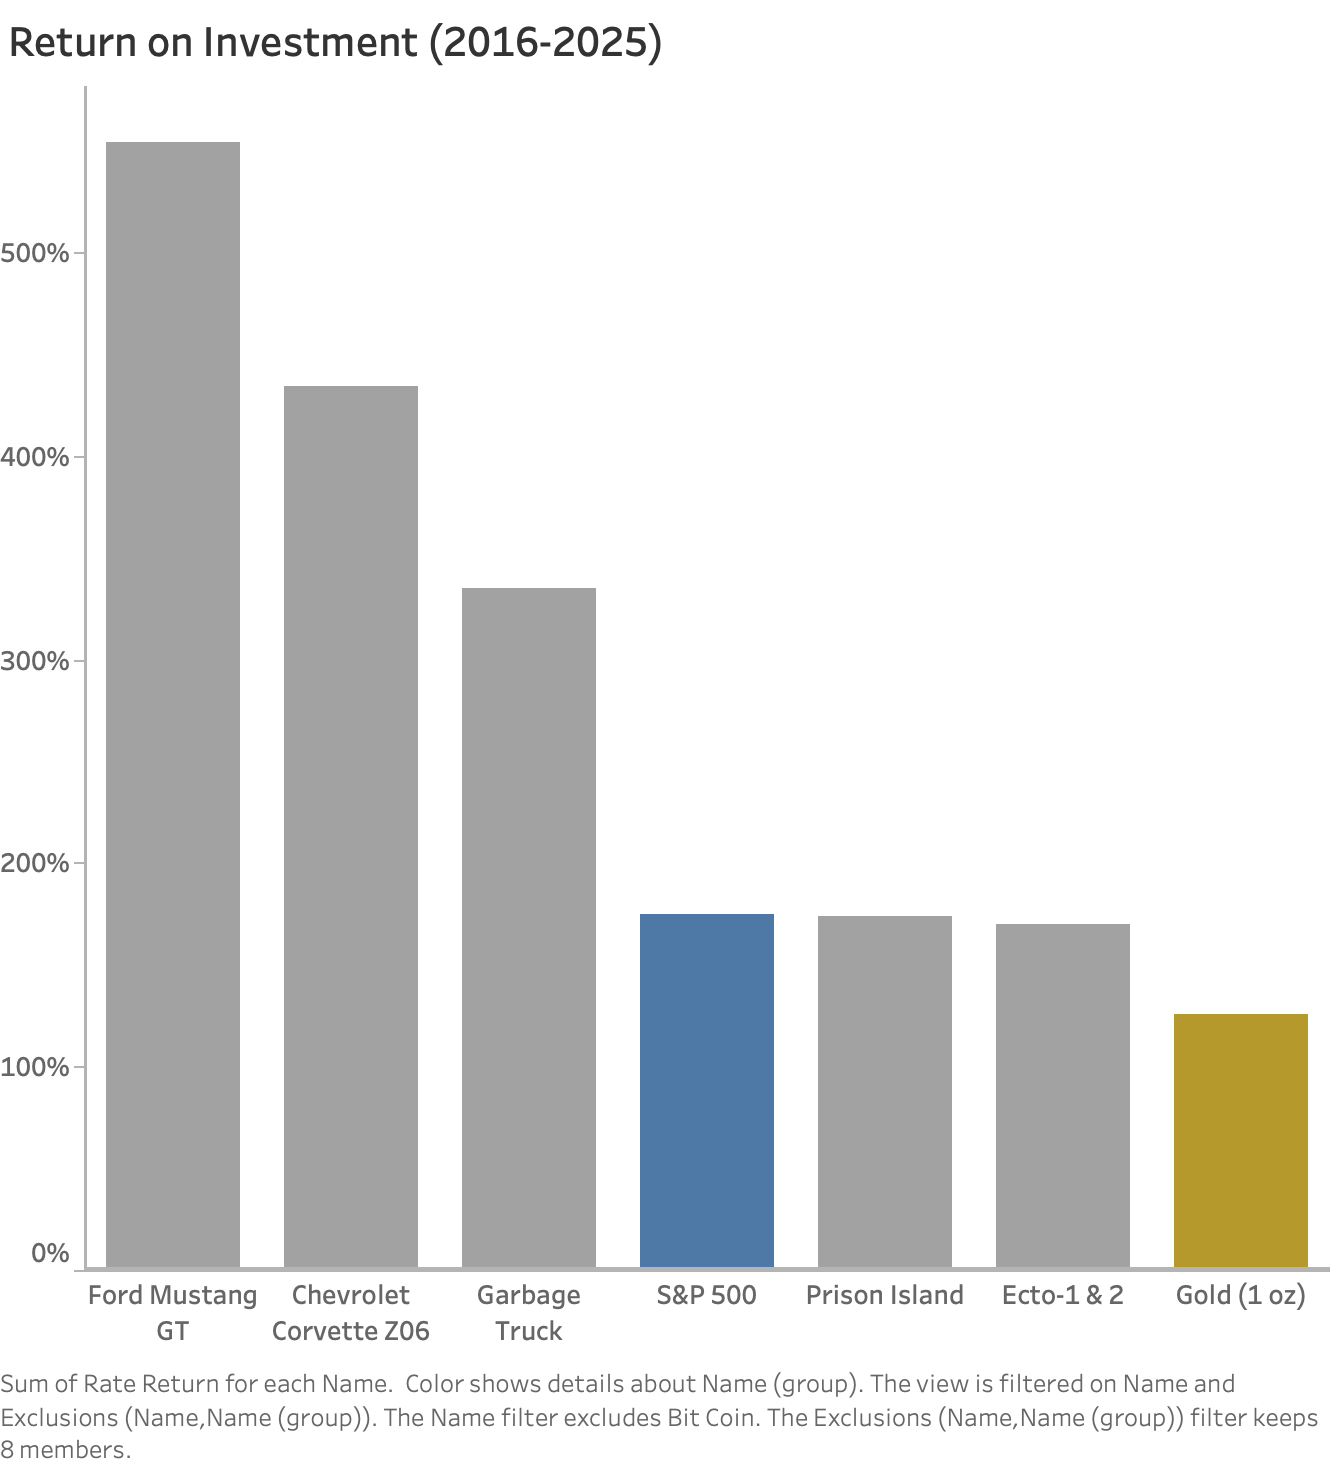 Return on Investment (2016-2025)
500%
400%
300%
200%
100%
0%
Ford Mustang GT
Chevrolet Corvette Z06
Garbage Truck
S&P 500
Prison Island
Ecto-1 & 2
Gold (1 oz)
Sum of Rate Return for each Name.  Color shows details about Name (group). The view is filtered on Name and
Exclusions (Name,Name (group)). The Name filter excludes Bit Coin. The Exclusions (Name,Name (group)) filter keeps
8 members.